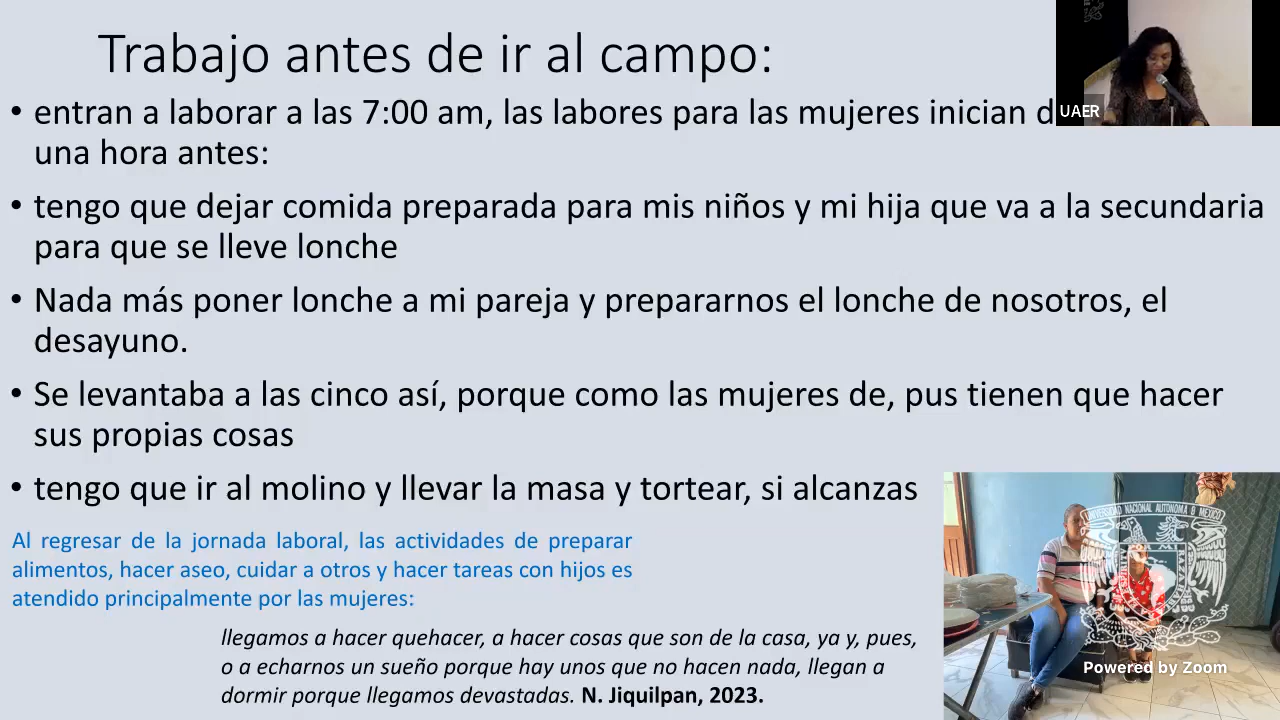 Trabajo antes de ir al campo:
• entran a laborar a las 7:00 am, las labores para las mujeres inician
una hora antes:
• tengo que dejar comida preparada para mis niños y mi hija que va a la secundaria
para que se lleve lonche
• Nada más poner lonche a mi pareja y prepararnos el lonche de nosotros, el
desayuno.
• Se levantaba a las cinco así, porque como las mujeres de, pus tienen que hacer
sus propias cosas
• tengo que ir al molino y llevar la masa y tortear, si alcanzas
Al regresar de la jornada laboral, las actividades de preparar
alimentos, hacer aseo, cuidar a otros y hacer tareas con hijos es
atendido principalmente por las mujeres:
llegamos a hacer quehacer, a hacer cosas que son de la casa, ya y, pues,
o a echarnos un sueño porque hay unos que no hacen nada, llegan a
dormir porque llegamos devastadas. N. Jiquilpan, 2023.
UAER
UNIVERSIDAD NACIONAL AUTONOMA
Powered by Zoom